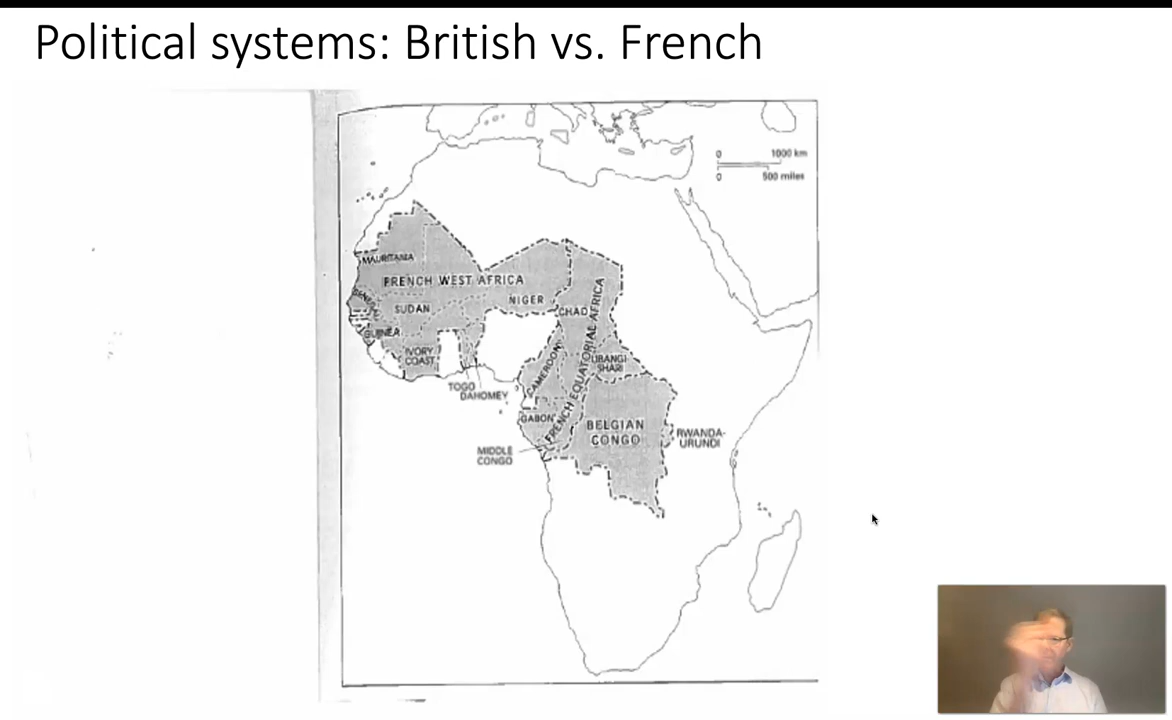 Political systems: British vs. French
0 1000 km
0 500 miles
MAURITANIA
FRENCH WEST AFRICA
SENEGAL
SUDAN
NIGER
CHAD
GUINEA
IVORY
COAST
TOGO
DAHOMEY
CAMEROON
FRENCH EQUATORIAL AFRICA
UBANGI
SHARI
GABON
BELGIAN
CONGO
RWANDA-
URUNDI
MIDDLE
CONGO